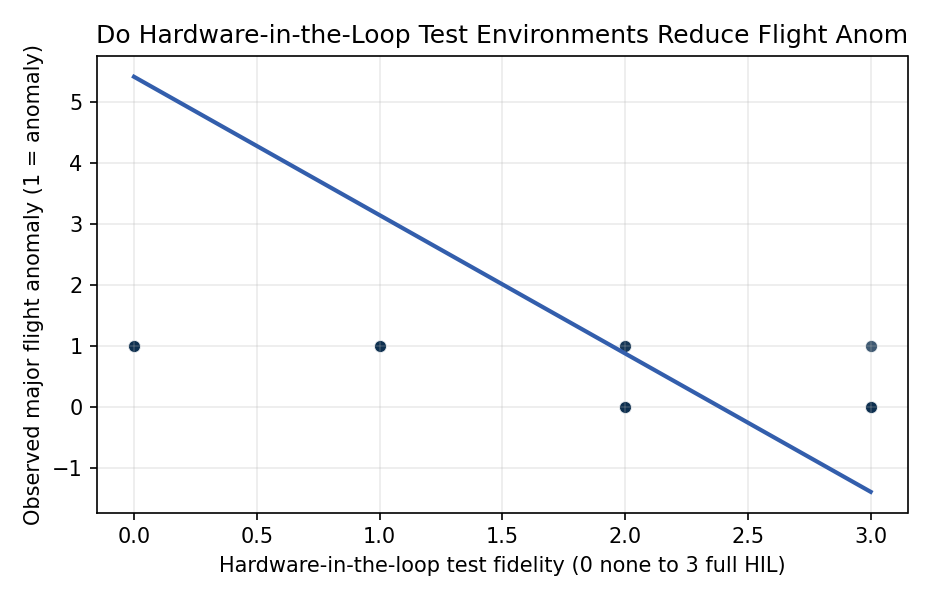 Do Hardware-in-the-Loop Test Environments Reduce Flight Anom
Observed major flight anomaly (1 = anomaly)
5
4
3
2
1
0
−1
0.0 0.5 1.0 1.5 2.0 2.5 3.0
Hardware-in-the-loop test fidelity (0 none to 3 full HIL)